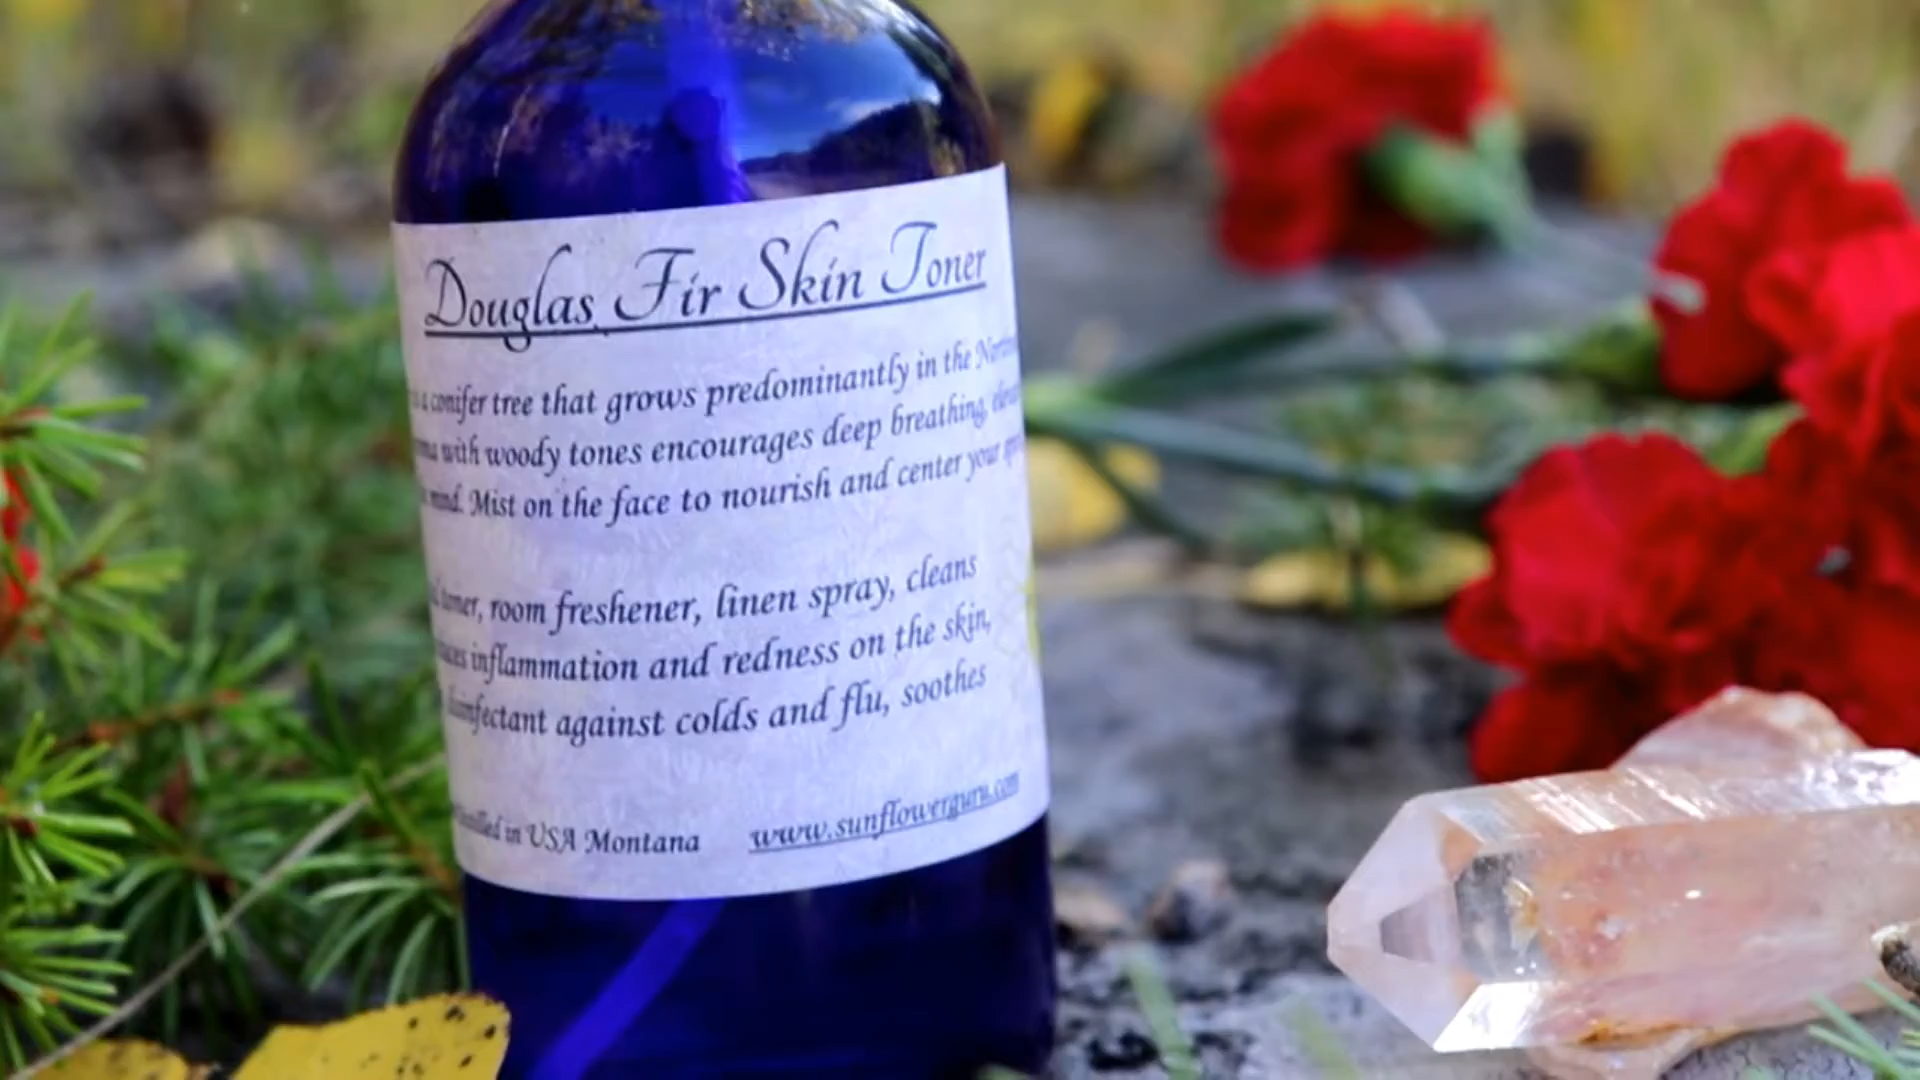 Douglas Fir Skin Toner
a conifer tree that grows predominantly in the
with woody tones encourages deep breathing,
Mist on the face to nourish and center your
toner, room freshener, linen spray, cleans
inflammation and redness on the skin,
disinfectant against colds and flu, soothes
in USA Montana www.sunflowerguru.com